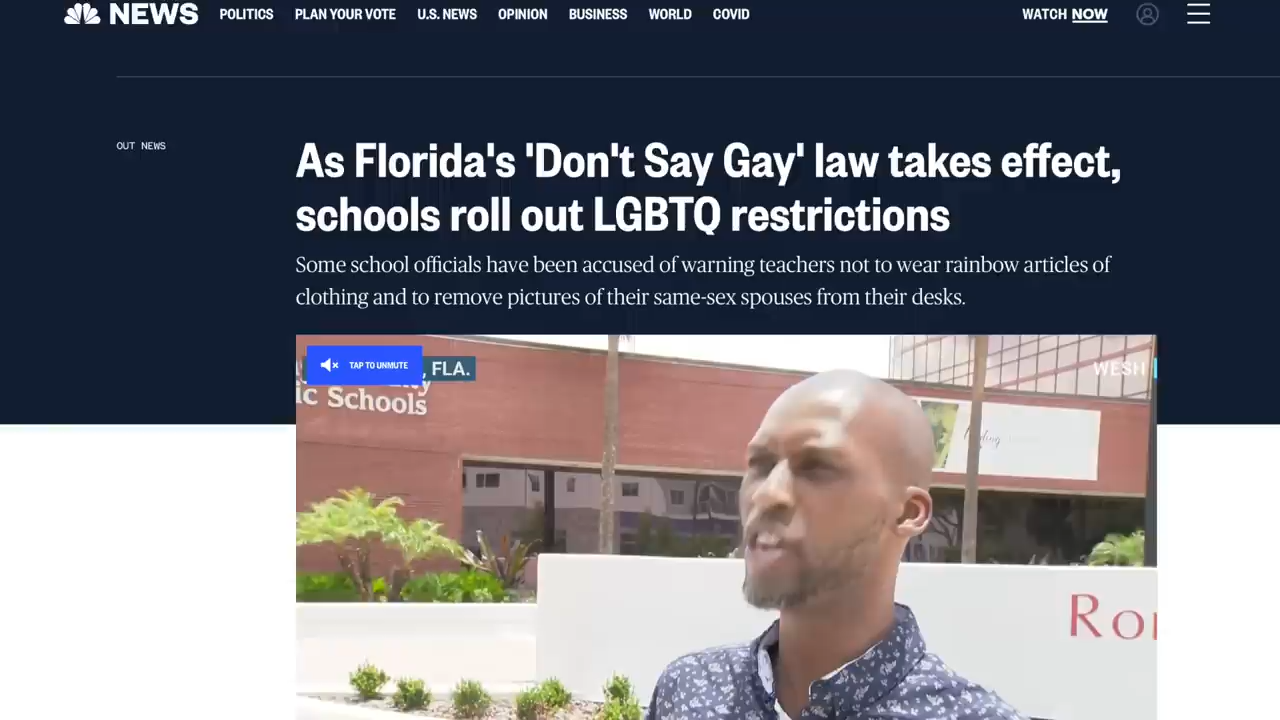 NEWS POLITICS PLAN YOUR VOTE U.S. NEWS OPINION BUSINESS WORLD COVID WATCH NOW
OUT NEWS
As Florida's 'Don't Say Gay' law takes effect,
schools roll out LGBTQ restrictions
Some school officials have been accused of warning teachers not to wear rainbow articles of
clothing and to remove pictures of their same-sex spouses from their desks.
TAP TO UNMUTE , FLA. WESH
ic Schools
Ro